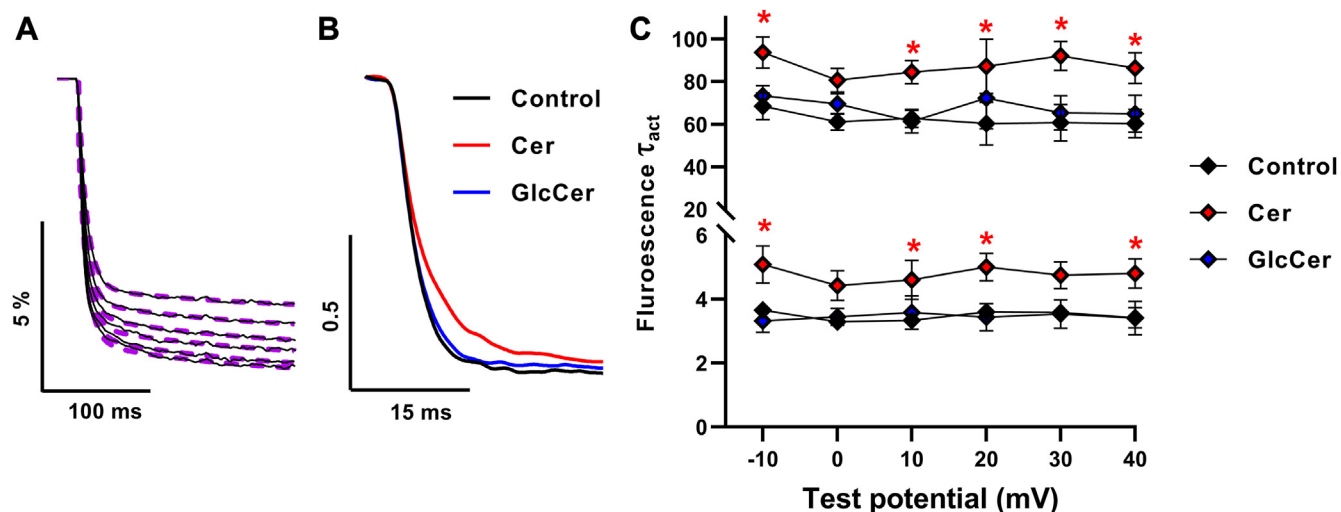 A
5 %
100 ms
B
Control
Cer
GlcCer
0.5
15 ms
C
Fluroescence τact
100
80
60
40
20
6
4
2
0
* * * * *
* * * *
-10 0 10 20 30 40
Test potential (mV)
Control
Cer
GlcCer